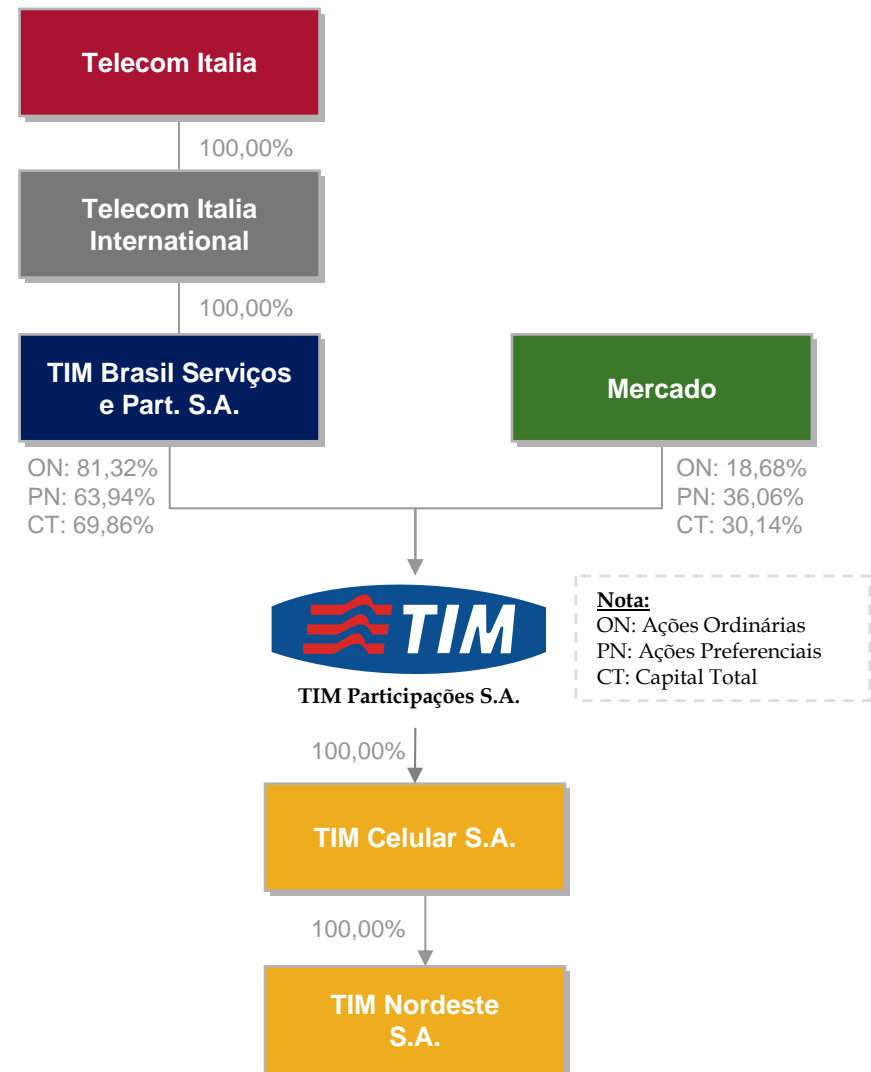 Telecom Italia
100,00%
Telecom Italia
International
100,00%
TIM Brasil Serviços
e Part. S.A.
Mercado
ON: 81,32%
PN: 63,94%
CT: 69,86%
ON: 18,68%
PN: 36,06%
CT: 30,14%
TIM
TIM Participações S.A.
Nota:
ON: Ações Ordinárias
PN: Ações Preferenciais
CT: Capital Total
100,00%
TIM Celular S.A.
100,00%
TIM Nordeste
S.A.